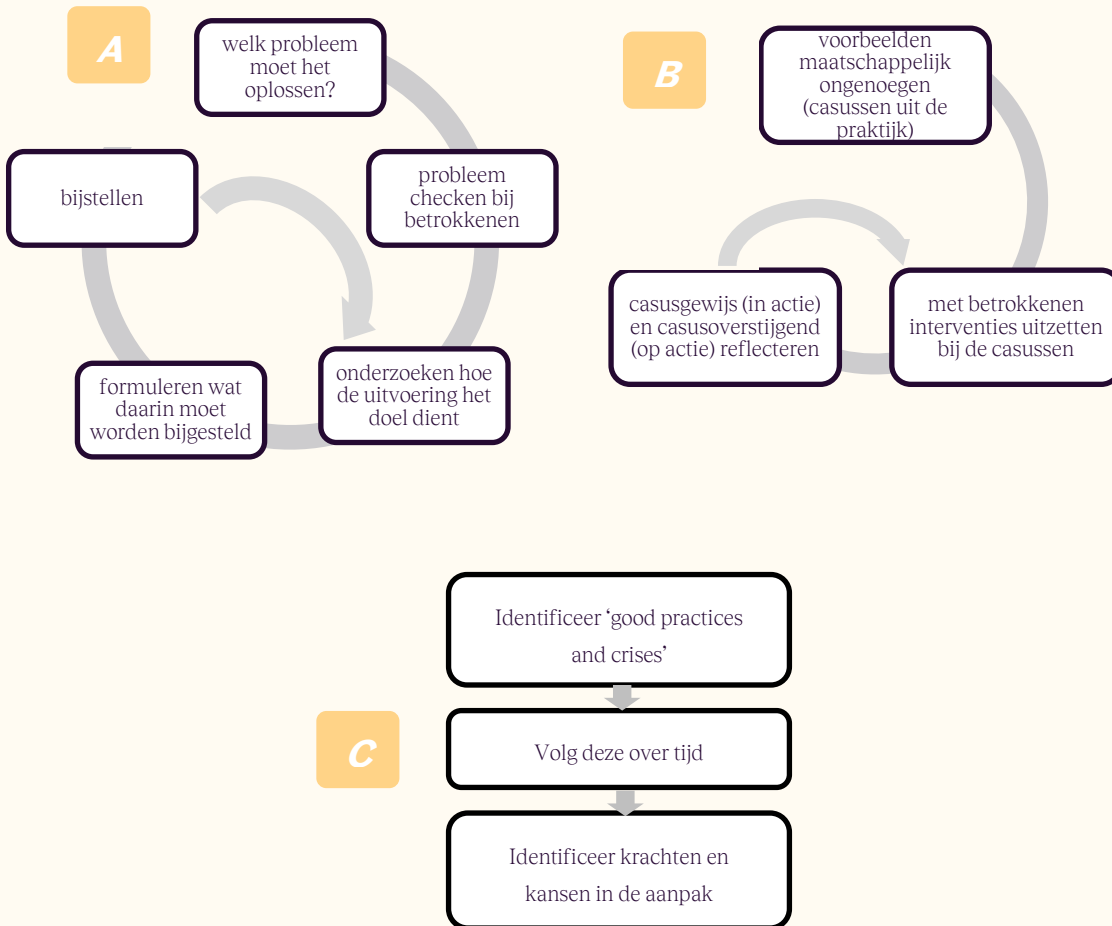 A
welk probleem
moet het
oplossen?
probleem
checken bij
betrokkenen
onderzoeken hoe
de uitvoering het
doel dient
formuleren wat
daarin moet
worden bijgesteld
bijstellen
B
voorbeelden
maatschappelijk
ongenoegen
(casussen uit de
praktijk)
met betrokkenen
interventies uitzetten
bij de casussen
casusgewijs (in actie)
en casusoverstijgend
(op actie) reflecteren
C
Identificeer ‘good practices
and crises’
Volg deze over tijd
Identificeer krachten en
kansen in de aanpak